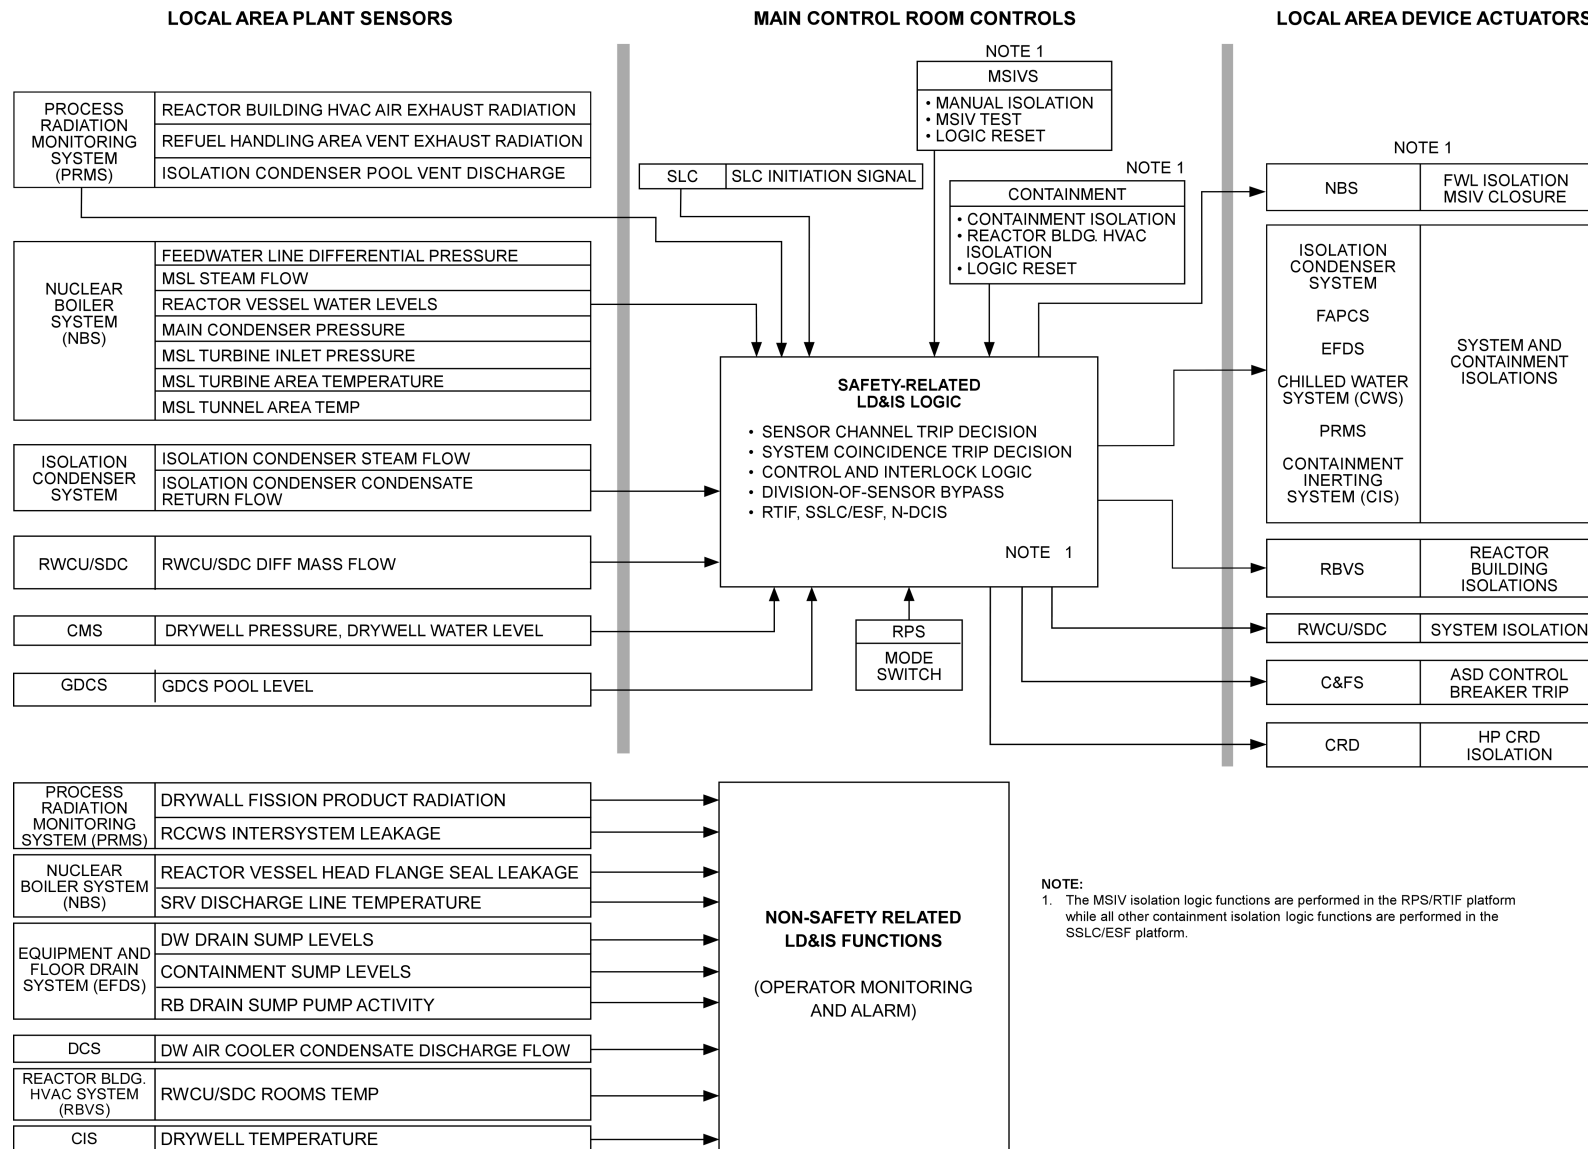 LOCAL AREA PLANT SENSORS
MAIN CONTROL ROOM CONTROLS
LOCAL AREA DEVICE ACTUATORS
PROCESS
RADIATION
MONITORING
SYSTEM
(PRMS)
REACTOR BUILDING HVAC AIR EXHAUST RADIATION
REFUEL HANDLING AREA VENT EXHAUST RADIATION
ISOLATION CONDENSER POOL VENT DISCHARGE
NUCLEAR
BOILER
SYSTEM
(NBS)
FEEDWATER LINE DIFFERENTIAL PRESSURE
MSL STEAM FLOW
REACTOR VESSEL WATER LEVELS
MAIN CONDENSER PRESSURE
MSL TURBINE INLET PRESSURE
MSL TURBINE AREA TEMPERATURE
MSL TUNNEL AREA TEMP
ISOLATION
CONDENSER
SYSTEM
ISOLATION CONDENSER STEAM FLOW
ISOLATION CONDENSER CONDENSATE
RETURN FLOW
RWCU/SDC
RWCU/SDC DIFF MASS FLOW
CMS
DRYWELL PRESSURE, DRYWELL WATER LEVEL
GDCS
GDCS POOL LEVEL
NOTE 1
MSIVS
• MANUAL ISOLATION
• MSIV TEST
• LOGIC RESET
SLC
SLC INITIATION SIGNAL
NOTE 1
CONTAINMENT
• CONTAINMENT ISOLATION
• REACTOR BLDG. HVAC
ISOLATION
• LOGIC RESET
SAFETY-RELATED
LD&IS LOGIC
• SENSOR CHANNEL TRIP DECISION
• SYSTEM COINCIDENCE TRIP DECISION
• CONTROL AND INTERLOCK LOGIC
• DIVISION-OF-SENSOR BYPASS
• RTIF, SSLC/ESF, N-DCIS
NOTE 1
RPS
MODE
SWITCH
NOTE 1
NBS
FWL ISOLATION
MSIV CLOSURE
ISOLATION
CONDENSER
SYSTEM
FAPCS
EFDS
CHILLED WATER
SYSTEM (CWS)
PRMS
CONTAINMENT
INERTING
SYSTEM (CIS)
SYSTEM AND
CONTAINMENT
ISOLATIONS
RBVS
REACTOR
BUILDING
ISOLATIONS
RWCU/SDC
SYSTEM ISOLATION
C&FS
ASD CONTROL
BREAKER TRIP
CRD
HP CRD
ISOLATION
PROCESS
RADIATION
MONITORING
SYSTEM (PRMS)
DRYWALL FISSION PRODUCT RADIATION
RCCWS INTERSYSTEM LEAKAGE
NUCLEAR
BOILER SYSTEM
(NBS)
REACTOR VESSEL HEAD FLANGE SEAL LEAKAGE
SRV DISCHARGE LINE TEMPERATURE
EQUIPMENT AND
FLOOR DRAIN
SYSTEM (EFDS)
DW DRAIN SUMP LEVELS
CONTAINMENT SUMP LEVELS
RB DRAIN SUMP PUMP ACTIVITY
DCS
DW AIR COOLER CONDENSATE DISCHARGE FLOW
REACTOR BLDG.
HVAC SYSTEM
(RBVS)
RWCU/SDC ROOMS TEMP
CIS
DRYWELL TEMPERATURE
NON-SAFETY RELATED
LD&IS FUNCTIONS
(OPERATOR MONITORING
AND ALARM)
NOTE:
1. The MSIV isolation logic functions are performed in the RPS/RTIF platform
while all other containment isolation logic functions are performed in the
SSLC/ESF platform.